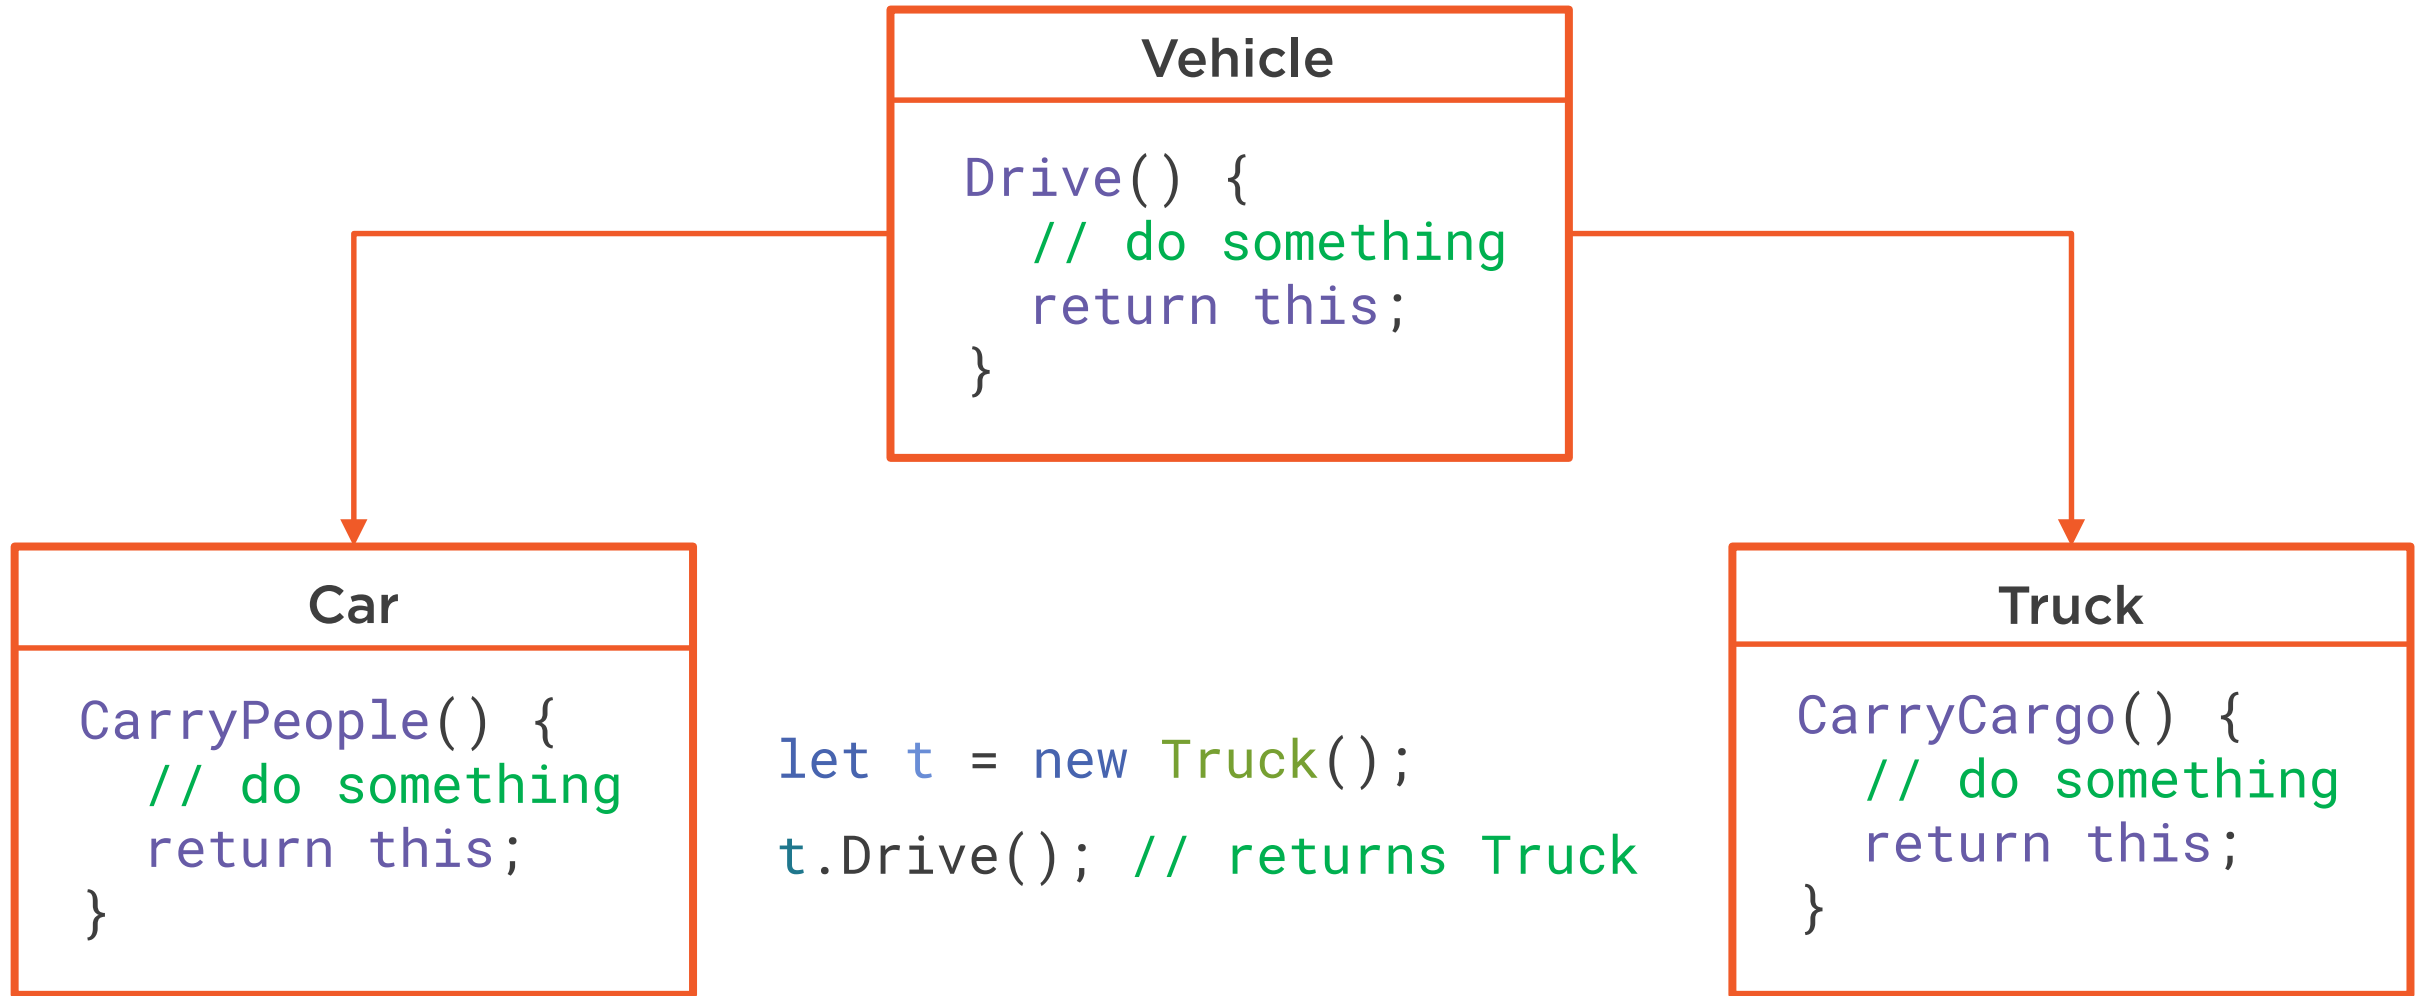 Vehicle
Drive() {
  // do something
  return this;
}
Car
CarryPeople() {
  // do something
  return this;
}
let t = new Truck();
t.Drive(); // returns Truck
Truck
CarryCargo() {
  // do something
  return this;
}